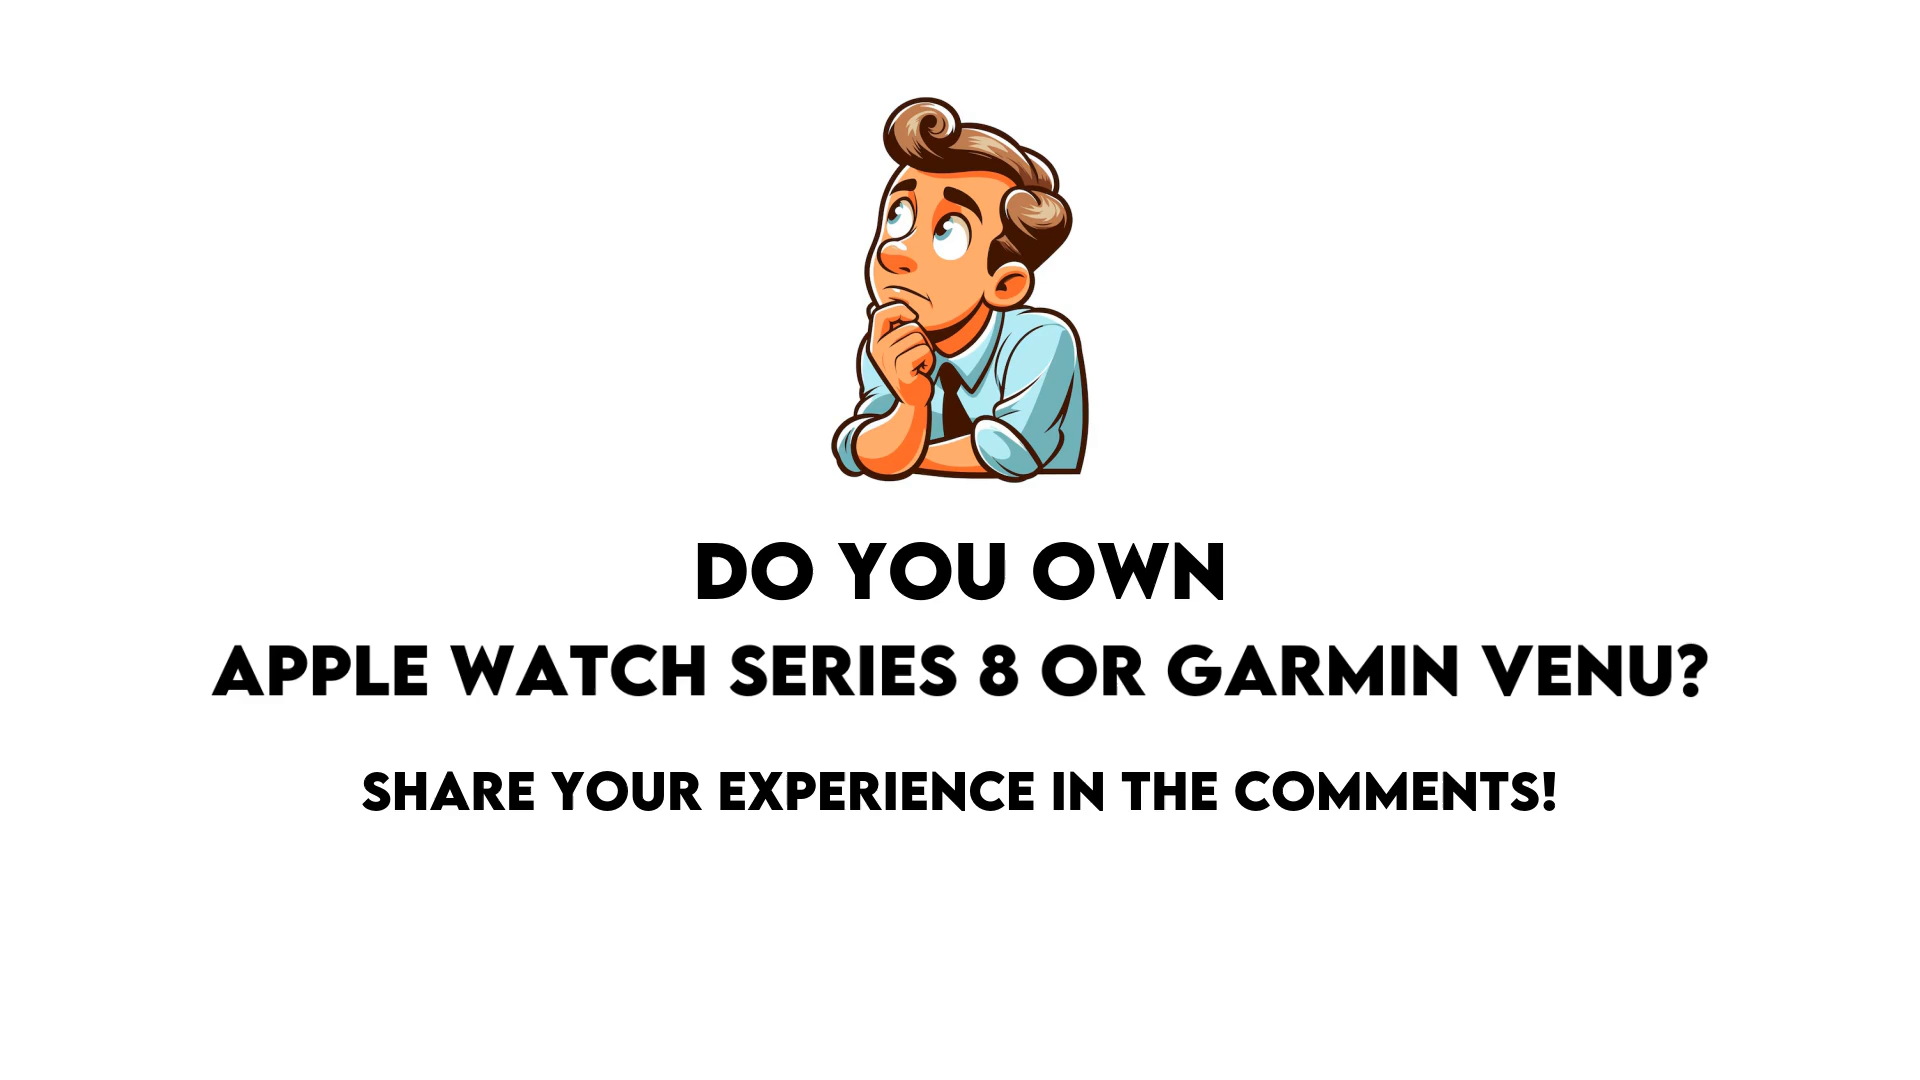 DO YOU OWN
APPLE WATCH SERIES 8 OR GARMIN VENU?
SHARE YOUR EXPERIENCE IN THE COMMENTS!